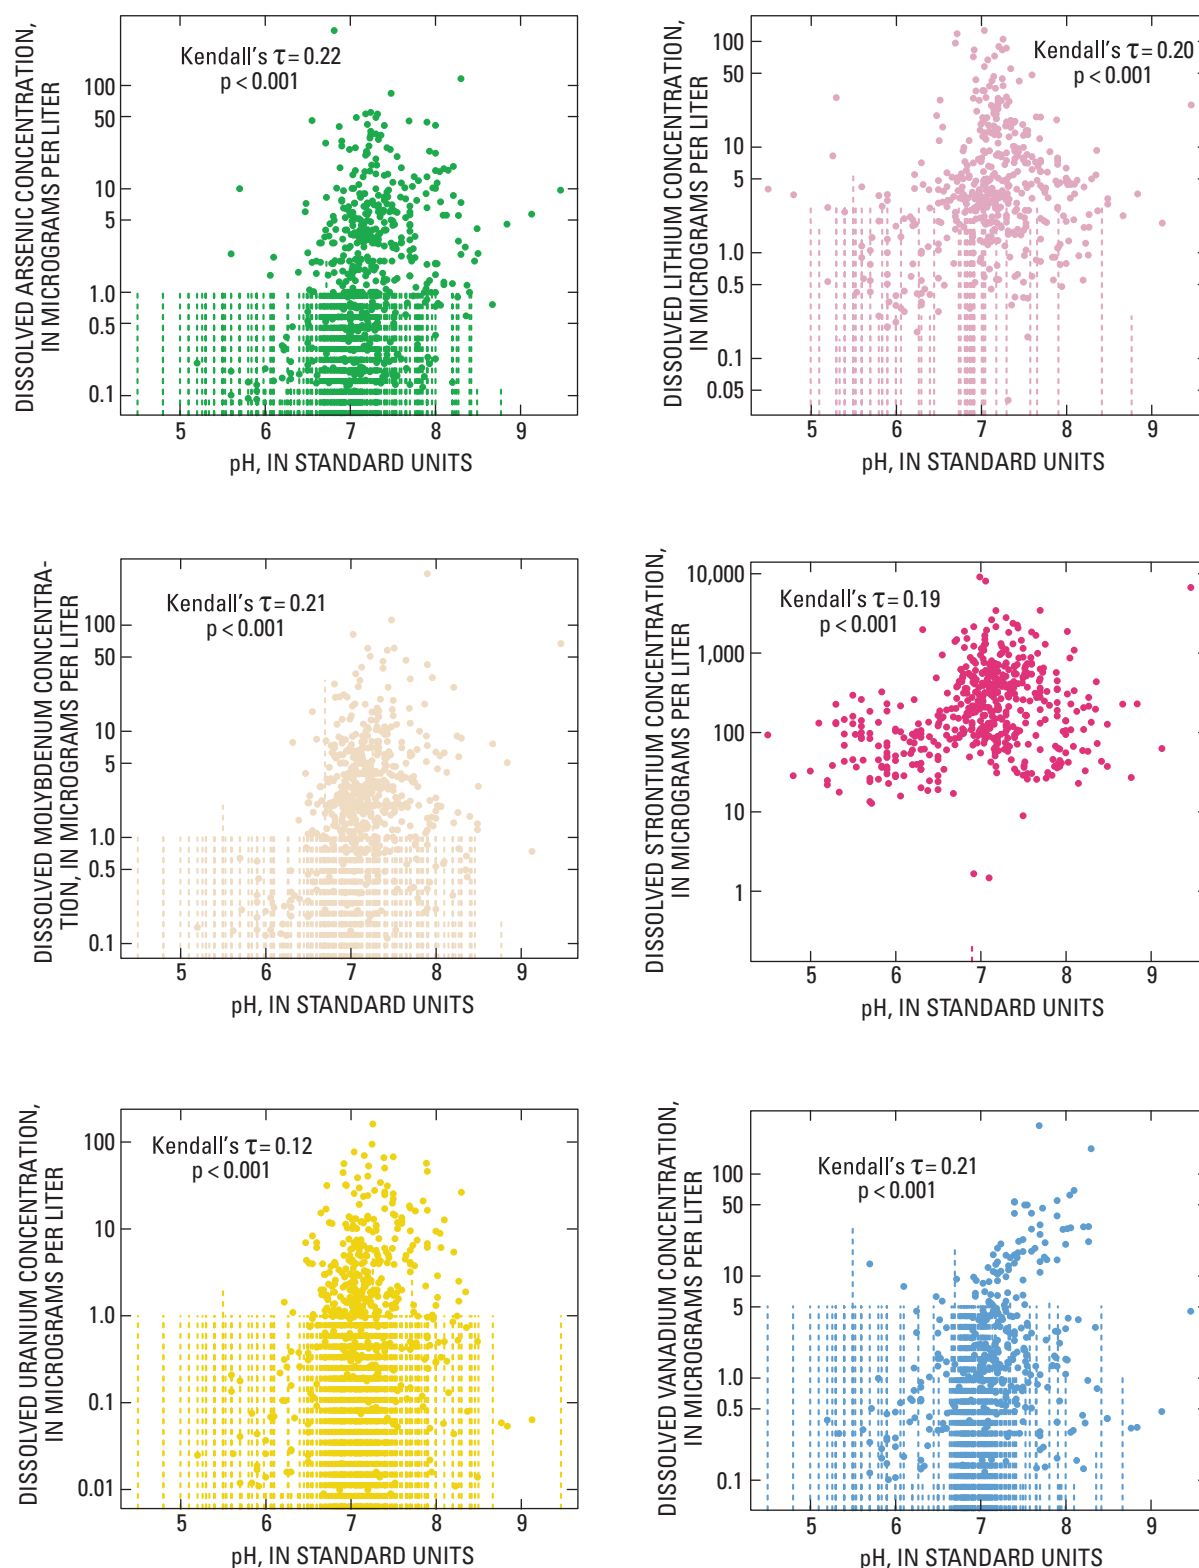 DISSOLVED ARSENIC CONCENTRATION,
IN MICROGRAMS PER LITER
Kendall's τ = 0.22
p < 0.001
100
50
10
5
1.0
0.5
0.1
5 6 7 8 9
pH, IN STANDARD UNITS
DISSOLVED LITHIUM CONCENTRATION,
IN MICROGRAMS PER LITER
Kendall's τ = 0.20
p < 0.001
100
50
10
5
1.0
0.5
0.1
0.05
5 6 7 8 9
pH, IN STANDARD UNITS
DISSOLVED MOLYBDENUM CONCENTRA-
TION, IN MICROGRAMS PER LITER
Kendall's τ = 0.21
p < 0.001
100
50
10
5
1.0
0.5
0.1
5 6 7 8 9
pH, IN STANDARD UNITS
DISSOLVED STRONTIUM CONCENTRATION,
IN MICROGRAMS PER LITER
Kendall's τ = 0.19
p < 0.001
10,000
1,000
100
10
1
5 6 7 8 9
pH, IN STANDARD UNITS
DISSOLVED URANIUM CONCENTRATION,
IN MICROGRAMS PER LITER
Kendall's τ = 0.12
p < 0.001
100
10
1.0
0.1
0.01
5 6 7 8 9
pH, IN STANDARD UNITS
DISSOLVED VANADIUM CONCENTRATION,
IN MICROGRAMS PER LITER
Kendall's τ = 0.21
p < 0.001
100
50
10
5
1.0
0.5
0.1
5 6 7 8 9
pH, IN STANDARD UNITS